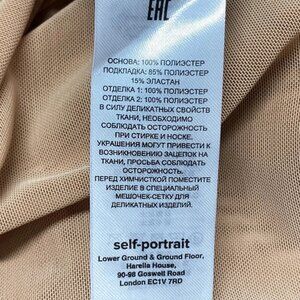 EAC
ОСНОВА: 100% ПОЛИЭСТЕР
ПОДКЛАДКА: 85% ПОЛИЭСТЕР
15% ЭЛАСТАН
ОТДЕЛКА 1: 100% ПОЛИЭСТЕР
ОТДЕЛКА 2: 100% ПОЛИЭСТЕР
В СИЛУ ДЕЛИКАТНЫХ СВОЙСТВ
ТКАНИ, НЕОБХОДИМО
СОБЛЮДАТЬ ОСТОРОЖНОСТЬ
ПРИ СТИРКЕ И НОСКЕ.
УКРАШЕНИЯ МОГУТ ПРИВЕСТИ К
ВОЗНИКНОВЕНИЮ ЗАЦЕПОК НА
ТКАНИ, ПРОСЬБА СОБЛЮДАТЬ
ОСТОРОЖНОСТЬ.
ПЕРЕД ХИМЧИСТКОЙ ПОМЕСТИТЕ
ИЗДЕЛИЕ В СПЕЦИАЛЬНЫЙ
МЕШОЧЕК-СЕТКУ ДЛЯ
ДЕЛИКАТНЫХ ИЗДЕЛИЙ.
self-portrait
Lower Ground & Ground Floor,
Harella House,
90-98 Goswell Road
London EC1V 7RD